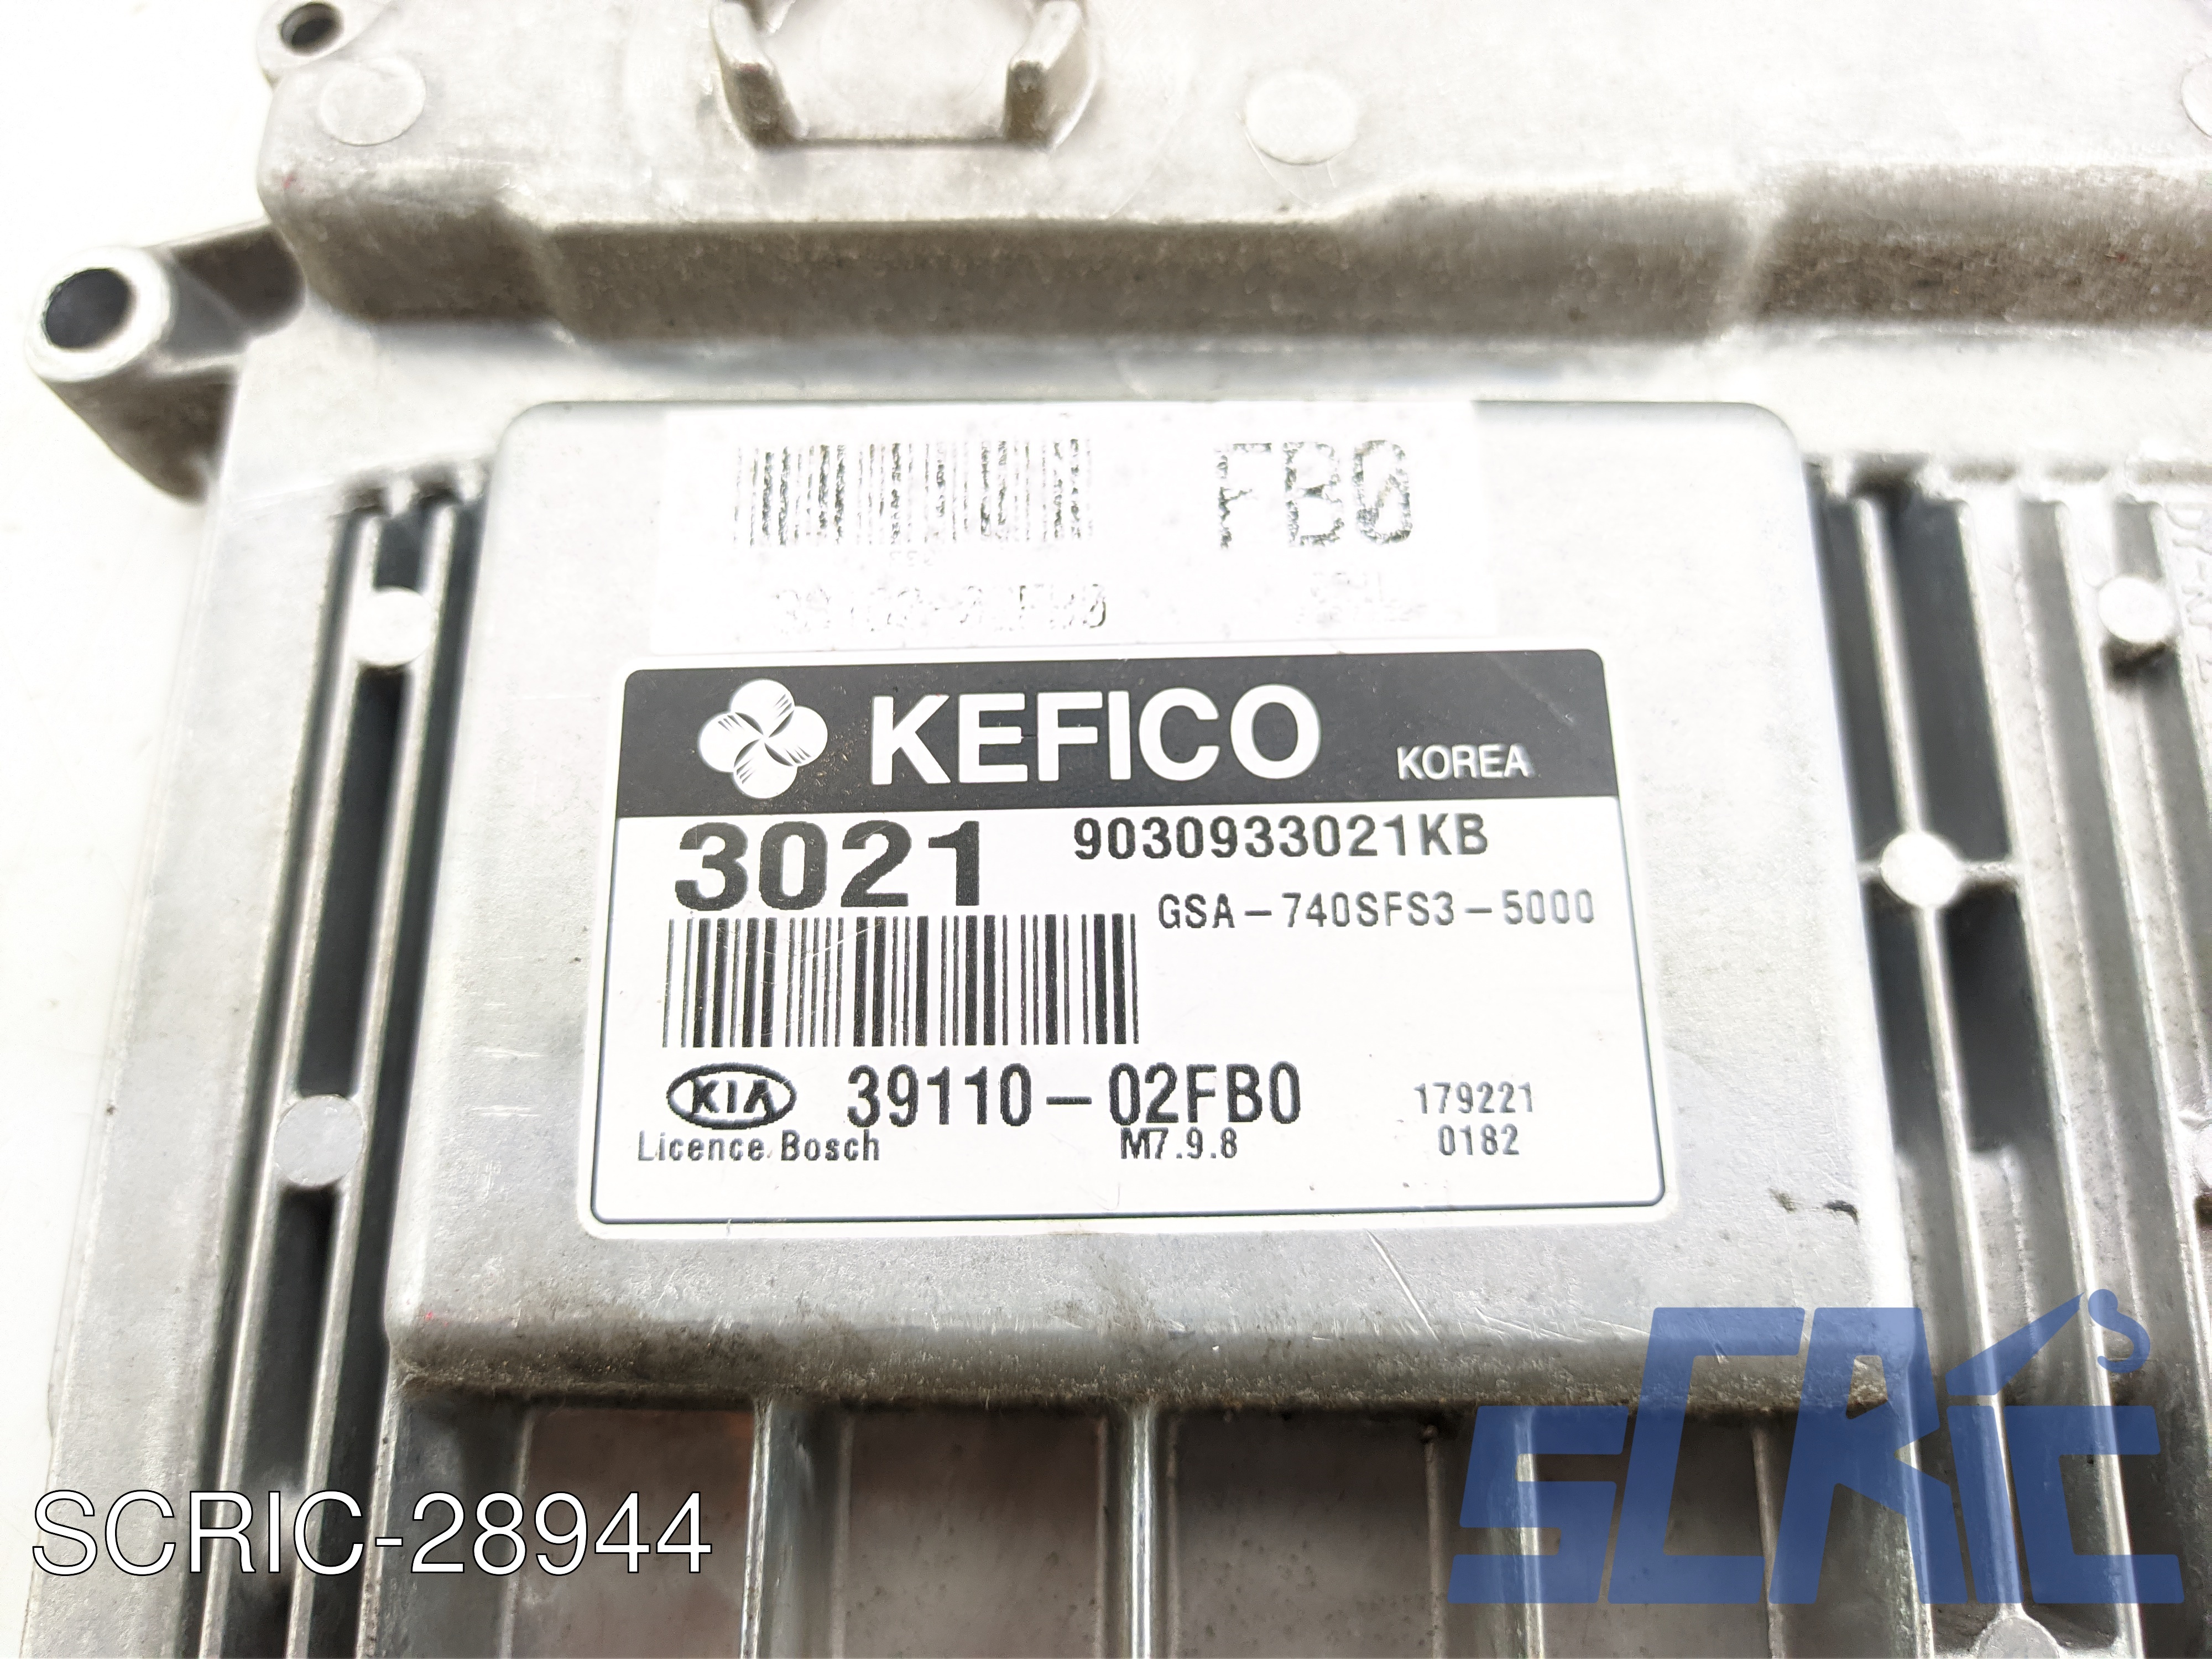 FB0
KEFICO KOREA
3021 9030933021KB
GSA-740SFS3-5000
KIA 39110-02FB0 179221
Licence Bosch M7.9.8 0182
SCRIC-28944
SCRiC